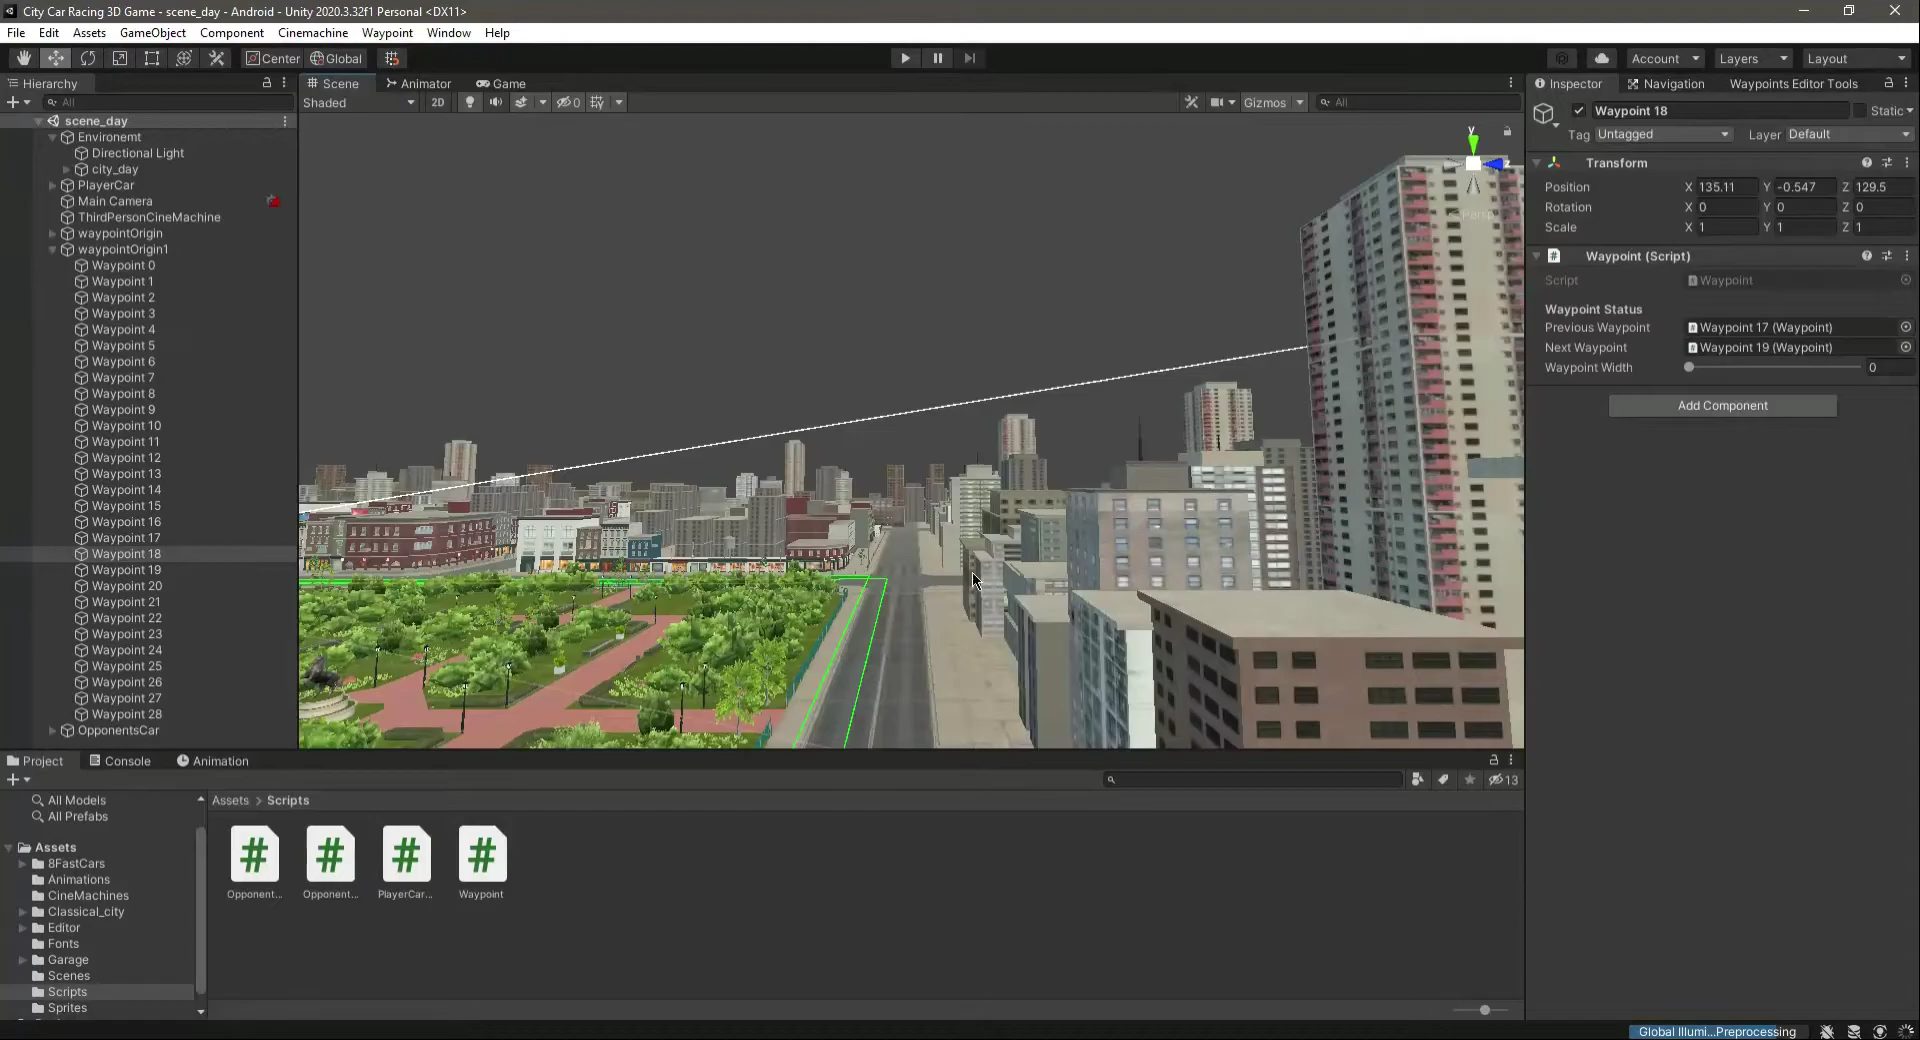 City Car Racing 3D Game - scene_day - Android - Unity 2020.3.32f1 Personal <DX11>
File Edit Assets GameObject Component Cinemachine Waypoint Window Help
Center Global Account Layers Layout
Hierarchy
All
scene_day
Environemt
Directional Light
city_day
PlayerCar
Main Camera
ThirdPersonCineMachine
waypointOrigin
waypointOrigin1
Waypoint 0
Waypoint 1
Waypoint 2
Waypoint 3
Waypoint 4
Waypoint 5
Waypoint 6
Waypoint 7
Waypoint 8
Waypoint 9
Waypoint 10
Waypoint 11
Waypoint 12
Waypoint 13
Waypoint 14
Waypoint 15
Waypoint 16
Waypoint 17
Waypoint 18
Waypoint 19
Waypoint 20
Waypoint 21
Waypoint 22
Waypoint 23
Waypoint 24
Waypoint 25
Waypoint 26
Waypoint 27
Waypoint 28
OpponentsCar
Scene Animator Game
Shaded 2D 0 Gizmos All
y
z
Persp
Inspector Navigation Waypoints Editor Tools
Waypoint 18 Static
Tag Untagged Layer Default
Transform
Position X 135.11 Y -0.547 Z 129.5
Rotation X 0 Y 0 Z 0
Scale X 1 Y 1 Z 1
# Waypoint (Script)
Script Waypoint
Waypoint Status
Previous Waypoint Waypoint 17 (Waypoint)
Next Waypoint Waypoint 19 (Waypoint)
Waypoint Width 0
Add Component
Project Console Animation
13
All Models
All Prefabs
Assets
8FastCars
Animations
CineMachines
Classical_city
Editor
Fonts
Garage
Scenes
Scripts
Sprites
Assets > Scripts
# # # #
Opponent... Opponent... PlayerCar... Waypoint
Global Illumi...Preprocessing